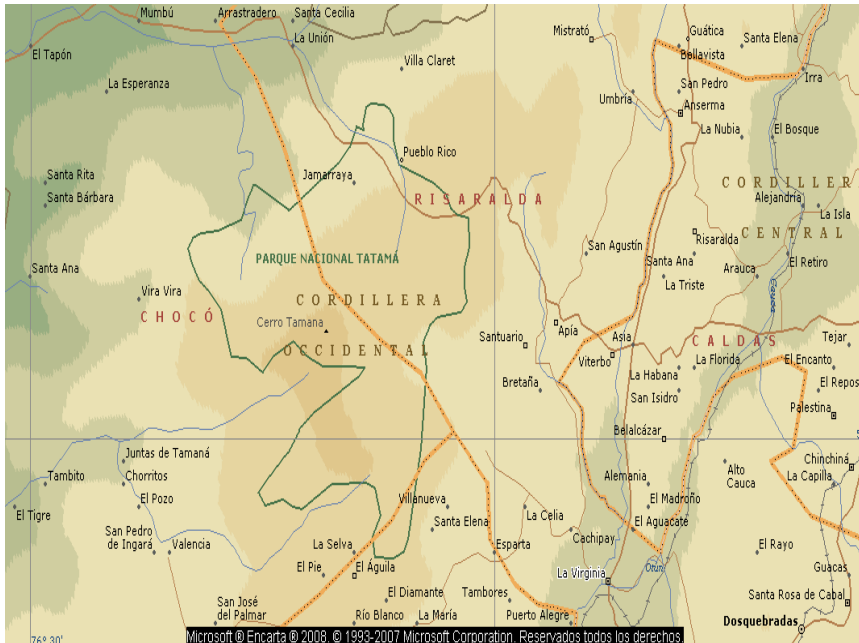 Mumbú
Arrastradero
Santa Cecilia
La Unión
Mistrató
Guática
Santa Elena
El Tapón
Bellavista
Villa Claret
Irra
La Esperanza
Umbría
San Pedro
Anserma
La Nubia
El Bosque
Pueblo Rico
Santa Rita
Jamarraya
CORDILLER
Santa Bárbara
RISARALDA
Alejandría
La Isla
CENTRAL
San Agustín
Risaralda
PARQUE NACIONAL TATAMÁ
Santa Ana
El Retiro
Santa Ana
La Triste
Arauca
Cauca
Vira Vira
CORDILLERA
CHOCÓ
Cerro Tamana
Apía
Santuario
Asia
CALDAS
Tejar
OCCIDENTAL
Viterbo
La Florida
El Encanto
La Habana
Bretaña
El Repos
San Isidro
Palestina
Belalcázar
Juntas de Tamaná
Chinchiná
Tambito
Chorritos
Alemania
Alto
Cauca
La Capilla
El Pozo
Villanueva
El Madroño
El Tigre
La Celia
Santa Elena
El Aguacate
San Pedro
de Ingará
Cachipay
Valencia
La Selva
Esparta
El Rayo
Otún
El Pie
El Águila
La Virginia
Guacas
El Diamante
Tambores
Santa Rosa de Cabal
San José
del Palmar
Río Blanco
La María
Puerto Alegre
Dosquebradas
76° 30'
Microsoft ® Encarta ® 2008. © 1993-2007 Microsoft Corporation. Reservados todos los derechos.